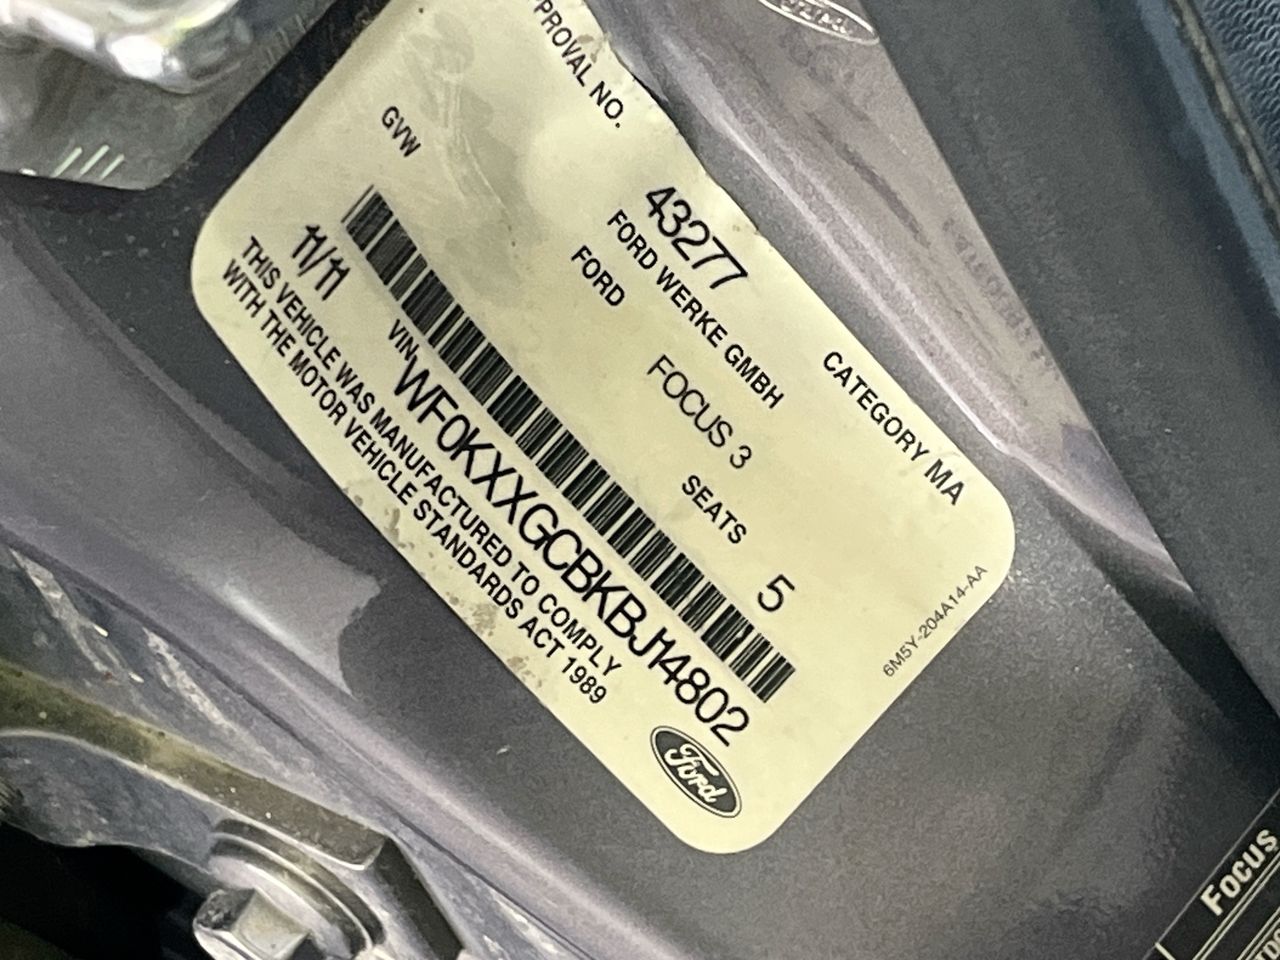 PROVAL NO.
43277
CATEGORY MA
FORD WERKE GMBH
FORD
FOCUS 3
GVW
SEATS
5
11/11
VIN WF0KXXGCBKBJ14802
THIS VEHICLE WAS MANUFACTURED TO COMPLY
WITH THE MOTOR VEHICLE STANDARDS ACT 1989
6M5Y-204A14-AA
Ford
Ford
FOCUS